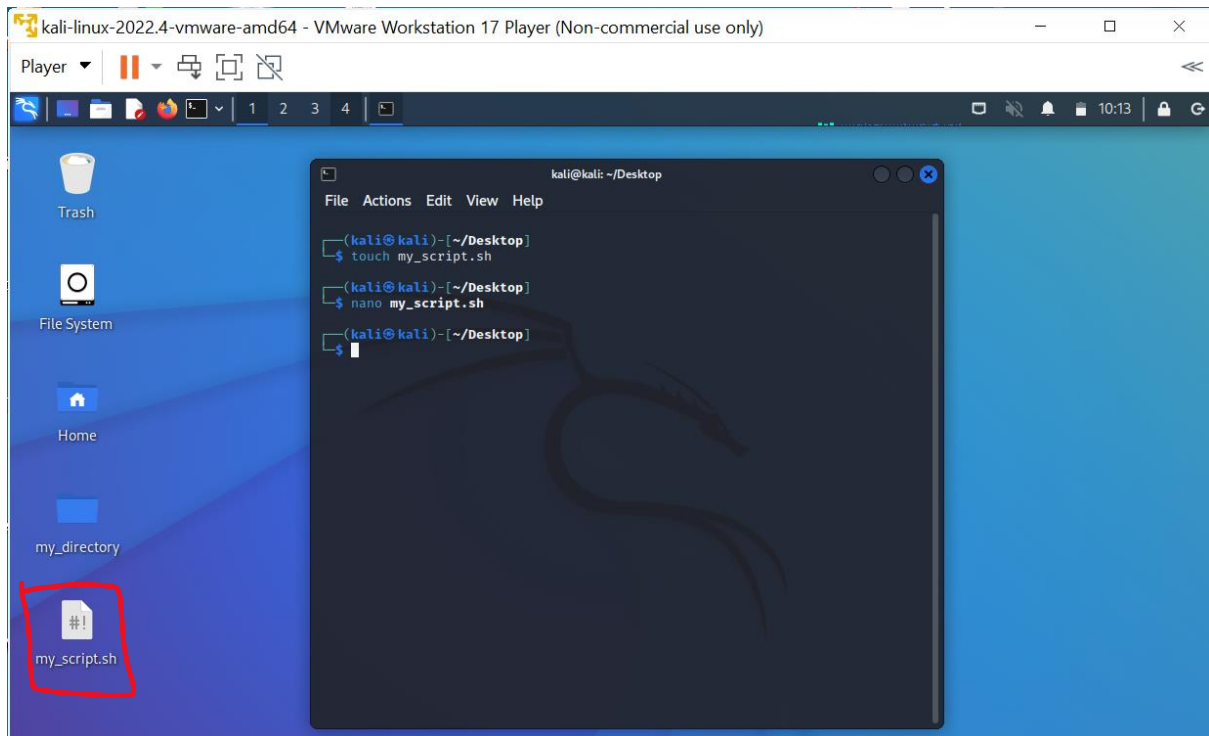 kali-linux-2022.4-vmware-amd64 - VMware Workstation 17 Player (Non-commercial use only)
Player
1 2 3 4
10:13
Trash
File System
Home
my_directory
#!
my_script.sh
kali@kali: ~/Desktop
File Actions Edit View Help
┌──(kali㉿kali)-[~/Desktop]
└─$ touch my_script.sh
┌──(kali㉿kali)-[~/Desktop]
└─$ nano my_script.sh
┌──(kali㉿kali)-[~/Desktop]
└─$